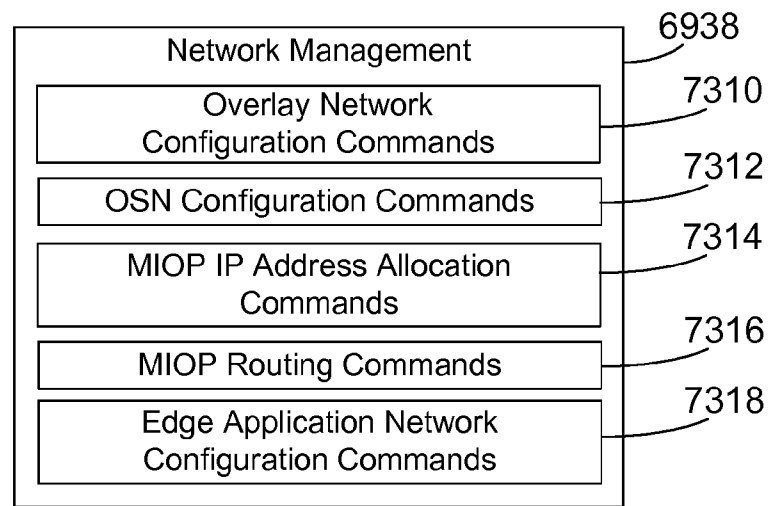 Network Management
6938
Overlay Network
Configuration Commands
7310
OSN Configuration Commands
7312
MIOP IP Address Allocation
Commands
7314
MIOP Routing Commands
7316
Edge Application Network
Configuration Commands
7318